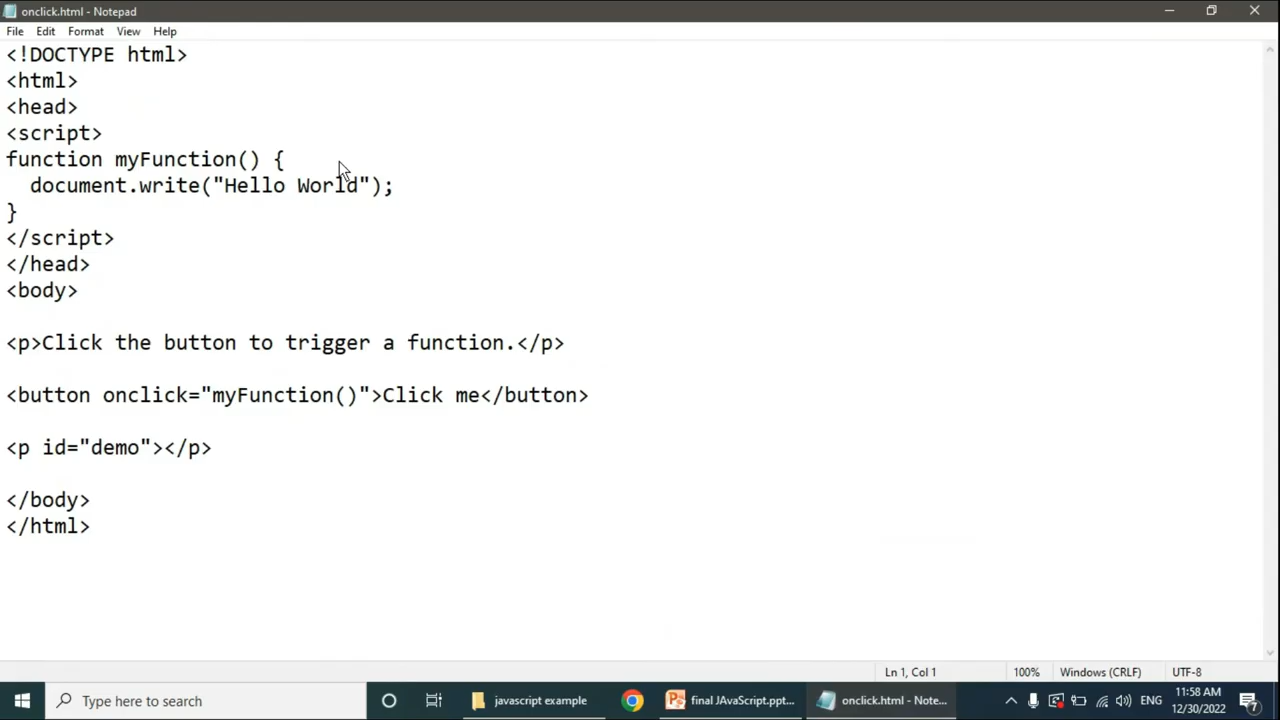 onclick.html - Notepad
File Edit Format View Help
<!DOCTYPE html>
<html>
<head>
<script>
function myFunction() {
  document.write("Hello World");
}
</script>
</head>
<body>
<p>Click the button to trigger a function.</p>
<button onclick="myFunction()">Click me</button>
<p id="demo"></p>
</body>
</html>
Ln 1, Col 1 100% Windows (CRLF) UTF-8
Type here to search javascript example final JAvaScript.ppt... onclick.html - Note... ENG 11:58 AM
12/30/2022 7